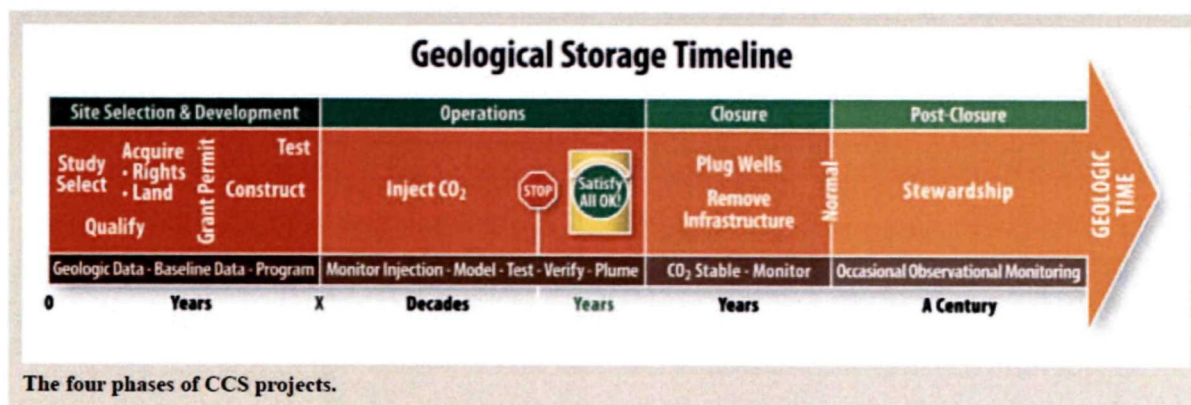 Geological Storage Timeline
Site Selection & Development
Operations
Closure
Post-Closure
Study
Select
Acquire
• Rights
• Land
Qualify
Grant Permit
Test
Construct
Inject CO₂
STOP
Satisfy
All OK!
Plug Wells
Remove
Infrastructure
Normal
Stewardship
GEOLOGIC
TIME
Geologic Data - Baseline Data - Program
Monitor Injection - Model - Test - Verify - Plume
CO₂ Stable - Monitor
Occasional Observational Monitoring
0
Years
X
Decades
Years
Years
A Century
The four phases of CCS projects.